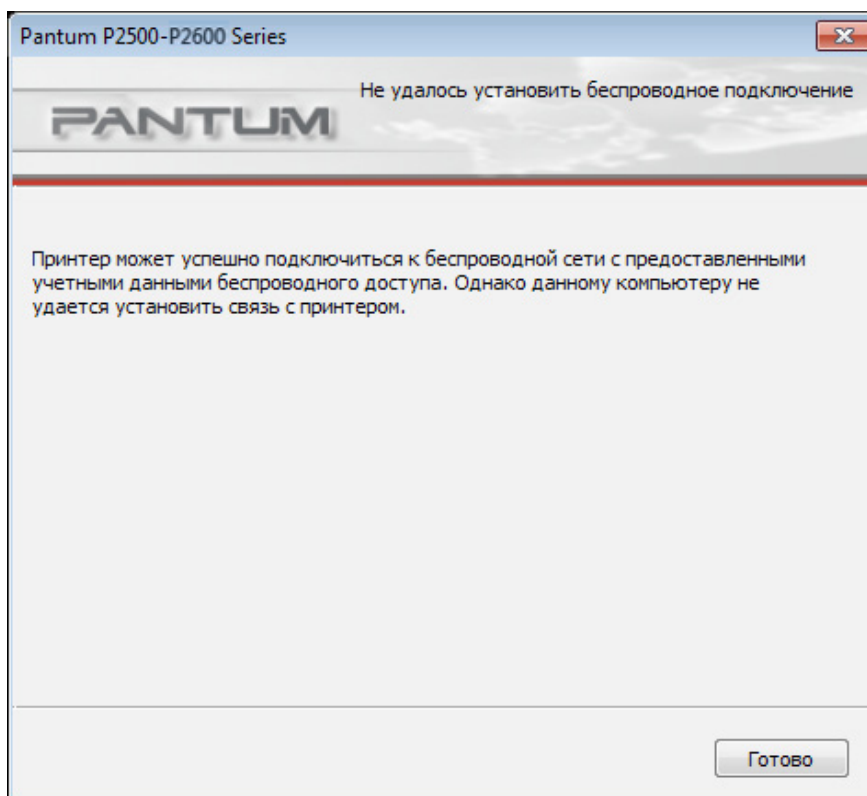 Pantum P2500-P2600 Series
Не удалось установить беспроводное подключение
PANTUM
Принтер может успешно подключиться к беспроводной сети с предоставленными
учетными данными беспроводного доступа. Однако данному компьютеру не
удается установить связь с принтером.
Готово